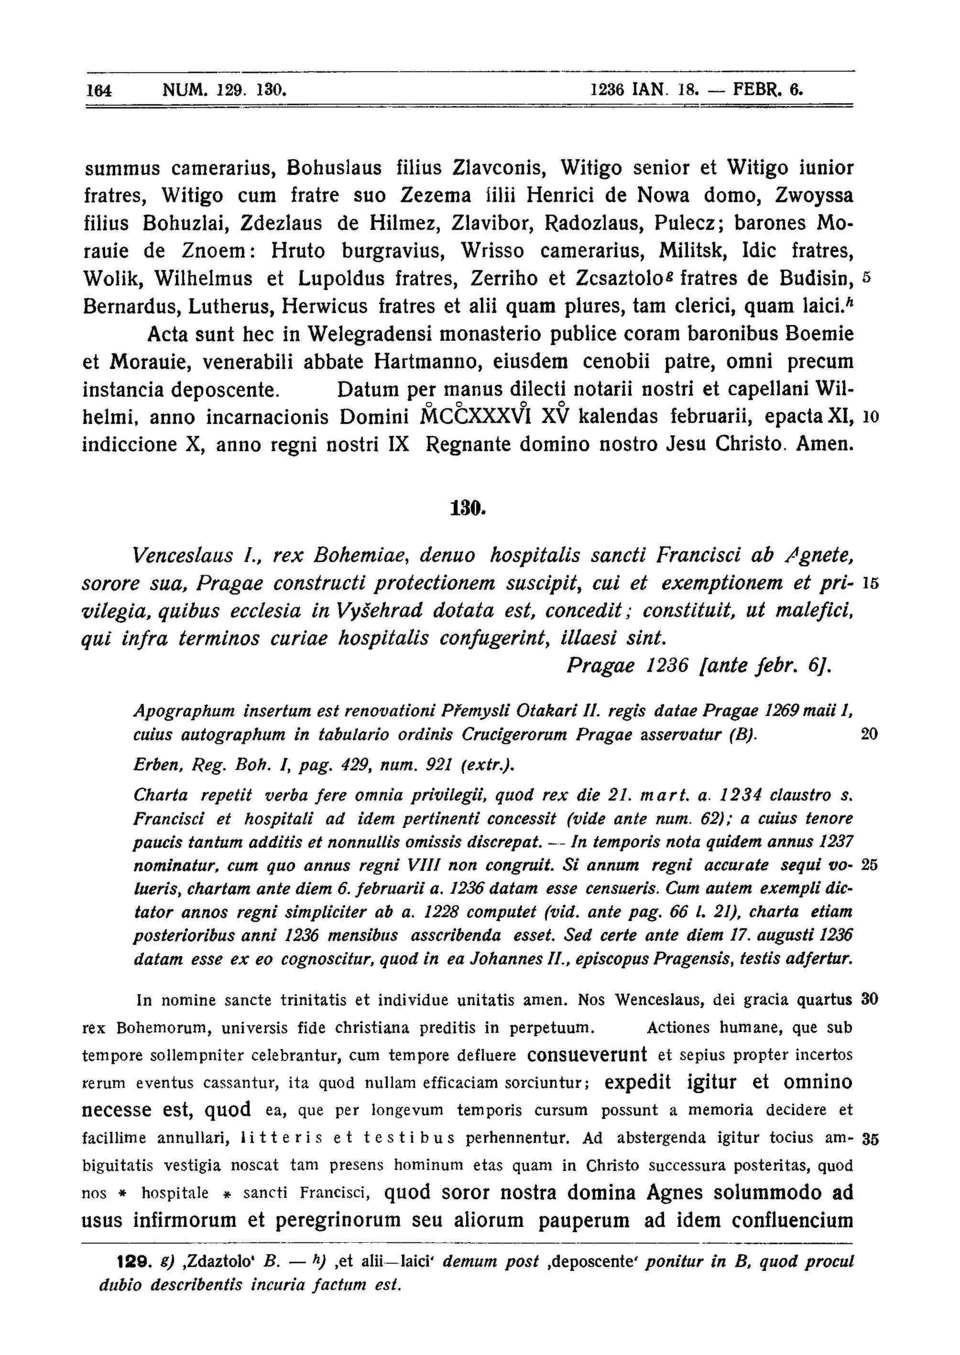 164 NUM. 129. 130. 1236 IAN. 18. — FEBR. 6.
summus camerarius, Bohuslaus filius Zlavconis, Witigo senior et Witigo iunior
fratres, Witigo cum fratre suo Zezema filii Henrici de Nowa domo, Zwoyssa
filius Bohuzlai, Zdezlaus de Hilmez, Zlavibor, Radozlaus, Pulecz; barones Mo-
rauie de Znoem: Hruto burgravius, Wrisso camerarius, Militsk, Idic fratres,
Wolik, Wilhelmus et Lupoldus fratres, Zerriho et Zcsaztolo g fratres de Budisin, 5
Bernardus, Lutherus, Herwicus fratres et alii quam plures, tam clerici, quam laici. h
Acta sunt hec in Welegradensi monasterio publice coram baronibus Boemie
et Morauie, venerabili abbate Hartmanno, eiusdem cenobii patre, omni precum
instancia deposcente. Datum per manus dilecti notarii nostri et capellani Wil-
helmi, anno incarnacionis Domini M̊CC̊XXXVI̊ XV̊ kalendas februarii, epacta XI, 10
indiccione X, anno regni nostri IX Regnante domino nostro Jesu Christo. Amen.
130.
Venceslaus I., rex Bohemiae, denuo hospitalis sancti Francisci ab Agnete,
sorore sua, Pragae constructi protectionem suscipit, cui et exemptionem et pri- 15
vilegia, quibus ecclesia in Vyšehrad dotata est, concedit; constituit, ut malefici,
qui infra terminos curiae hospitalis confugerint, illaesi sint.
Pragae 1236 [ante febr. 6].
Apographum insertum est renovationi Přemysli Otakari II. regis datae Pragae 1269 maii 1,
cuius autographum in tabulario ordinis Crucigerorum Pragae asservatur (B). 20
Erben, Reg. Boh. I, pag. 429, num. 921 (extr.).
Charta repetit verba fere omnia privilegii, quod rex die 21. mart. a. 1234 claustro s.
Francisci et hospitali ad idem pertinenti concessit (vide ante num. 62); a cuius tenore
paucis tantum additis et nonnullis omissis discrepat. — In temporis nota quidem annus 1237
nominatur, cum quo annus regni VIII non congruit. Si annum regni accurate sequi vo- 25
lueris, chartam ante diem 6. februarii a. 1236 datam esse censueris. Cum autem exempli dic-
tator annos regni simpliciter ab a. 1228 computet (vid. ante pag. 66 l. 21), charta etiam
posterioribus anni 1236 mensibus asscribenda esset. Sed certe ante diem 17. augusti 1236
datam esse ex eo cognoscitur, quod in ea Johannes II., episcopus Pragensis, testis adfertur.
In nomine sancte trinitatis et individue unitatis amen. Nos Wenceslaus, dei gracia quartus 30
rex Bohemorum, universis fide christiana preditis in perpetuum. Actiones humane, que sub
tempore sollempniter celebrantur, cum tempore defluere consueverunt et sepius propter incertos
rerum eventus cassantur, ita quod nullam efficaciam sorciuntur; expedit igitur et omnino
necesse est, quod ea, que per longevum temporis cursum possunt a memoria decidere et
facillime annullari, litteris et testibus perhennentur. Ad abstergenda igitur tocius am- 35
biguitatis vestigia noscat tam presens hominum etas quam in Christo successura posteritas, quod
nos * hospitale * sancti Francisci, quod soror nostra domina Agnes solummodo ad
usus infirmorum et peregrinorum seu aliorum pauperum ad idem confluencium
129. g) ,Zdaztolo‘ B. — h) ,et alii—laici‘ demum post ,deposcente‘ ponitur in B, quod procul
dubio describentis incuria factum est.